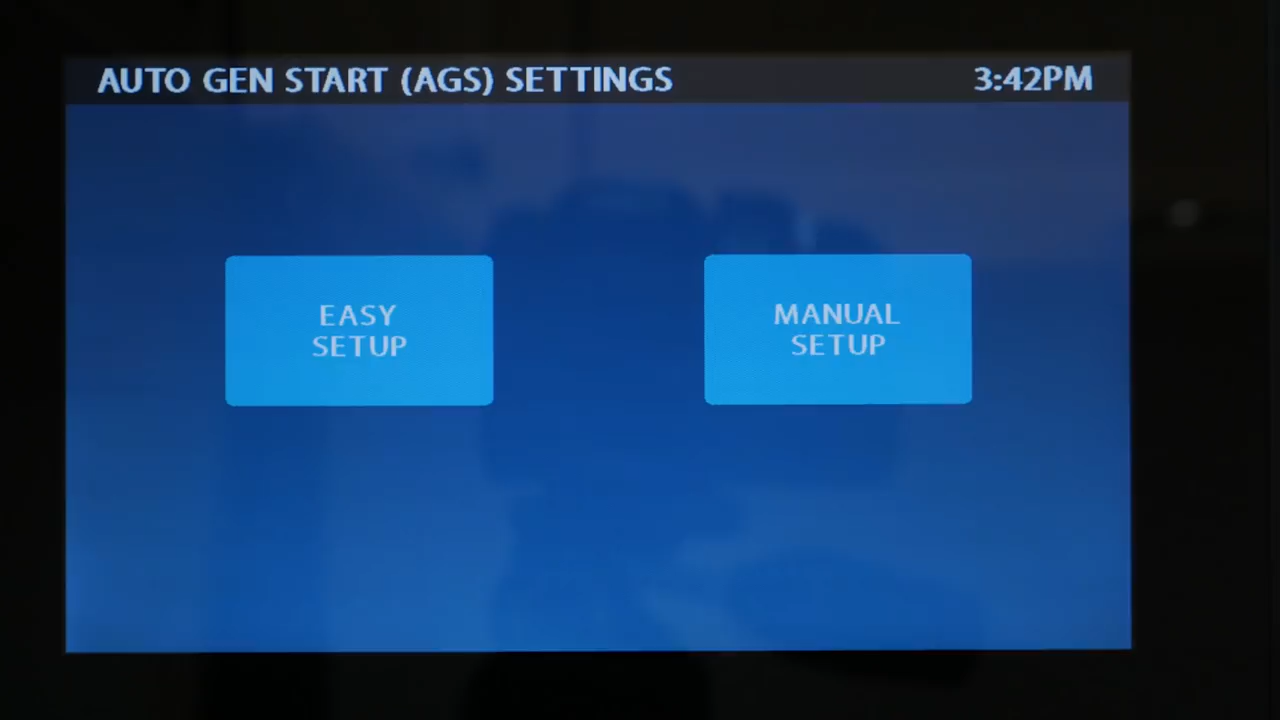 AUTO GEN START (AGS) SETTINGS 3:42PM
EASY
SETUP
MANUAL
SETUP